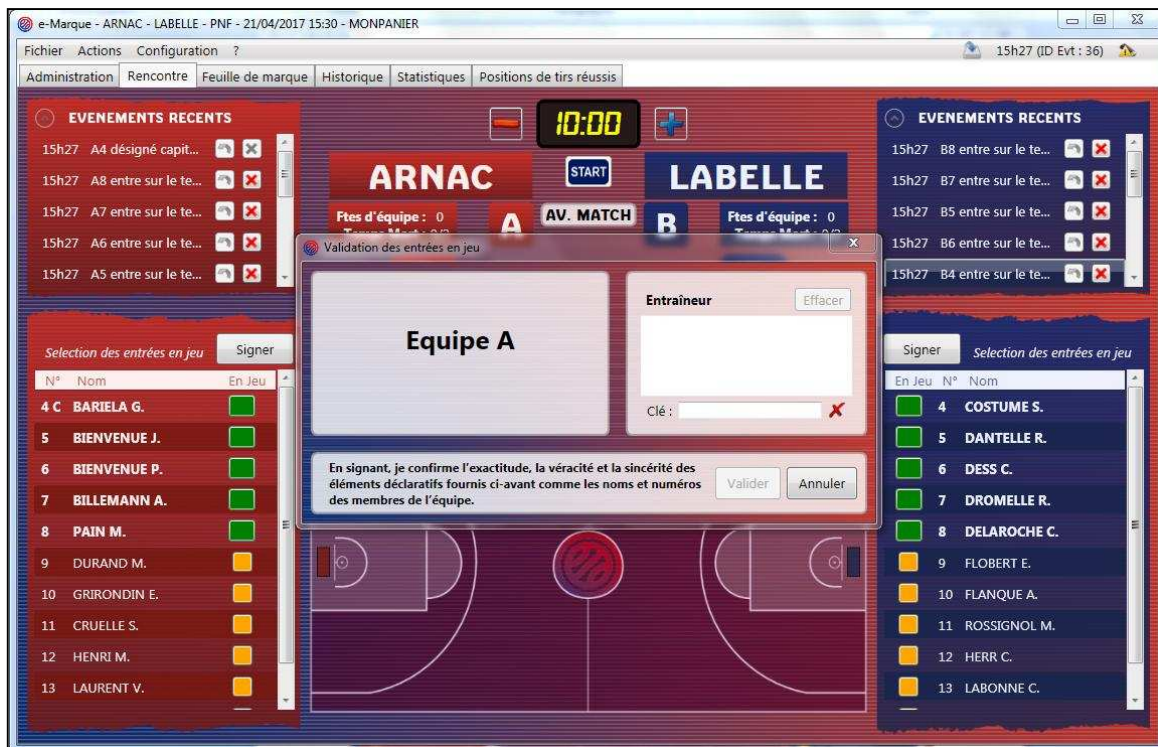 e-Marque - ARNAC - LABELLE - PNF - 21/04/2017 15:30 - MONPANIER
Fichier Actions Configuration ?
15h27 (ID Evt : 36)
Administration Rencontre Feuille de marque Historique Statistiques Positions de tirs réussis
EVENEMENTS RECENTS
15h27 A4 désigné capit...
15h27 A8 entre sur le te...
15h27 A7 entre sur le te...
15h27 A6 entre sur le te...
15h27 A5 entre sur le te...
10:00
ARNAC
START
LABELLE
Ftes d'équipe : 0
A
AV. MATCH
B
Ftes d'équipe : 0
EVENEMENTS RECENTS
15h27 B8 entre sur le te...
15h27 B7 entre sur le te...
15h27 B5 entre sur le te...
15h27 B6 entre sur le te...
15h27 B4 entre sur le te...
Validation des entrées en jeu
Equipe A
Entraîneur
Effacer
Clé :
En signant, je confirme l'exactitude, la véracité et la sincérité des
éléments déclaratifs fournis ci-avant comme les noms et numéros
des membres de l'équipe.
Valider
Annuler
Selection des entrées en jeu
Signer
N° Nom En Jeu
4 C BARIELA G.
5 BIENVENUE J.
6 BIENVENUE P.
7 BILLEMANN A.
8 PAIN M.
9 DURAND M.
10 GRIRONDIN E.
11 CRUELLE S.
12 HENRI M.
13 LAURENT V.
Signer
Selection des entrées en jeu
En Jeu N° Nom
4 COSTUME S.
5 DANTELLE R.
6 DESS C.
7 DROMELLE R.
8 DELAROCHE C.
9 FLOBERT E.
10 FLANQUE A.
11 ROSSIGNOL M.
12 HERR C.
13 LABONNE C.